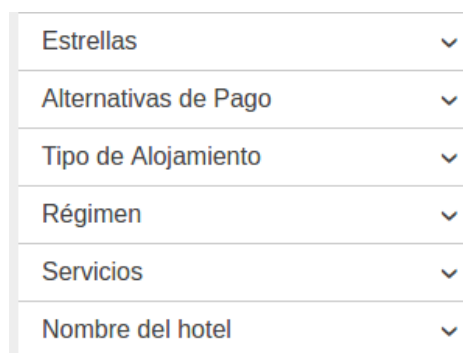 Estrellas
Alternativas de Pago
Tipo de Alojamiento
Régimen
Servicios
Nombre del hotel